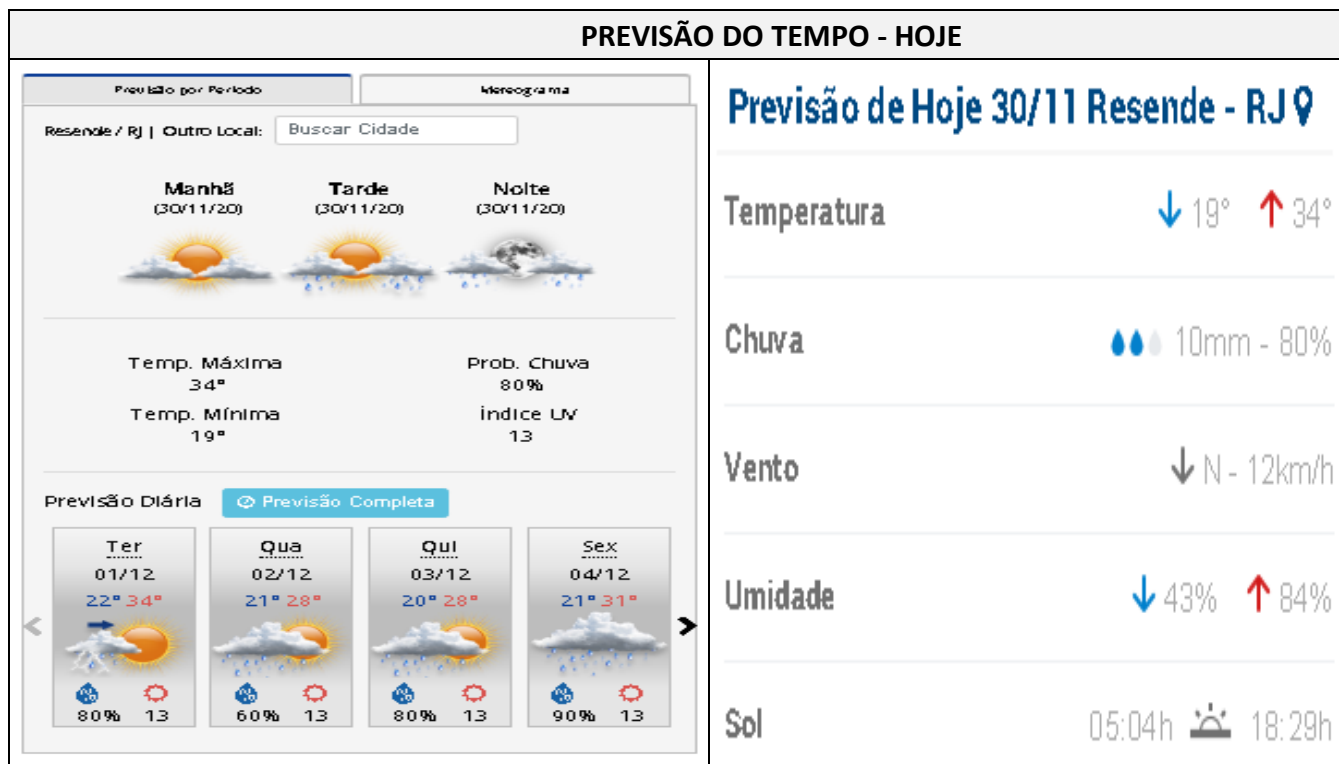 PREVISÃO DO TEMPO - HOJE
Previsão por Período
Meteograma
Resende / RJ | Outro Local: Buscar Cidade
Manhã Tarde Noite
(30/11/20) (30/11/20) (30/11/20)
Temp. Máxima Prob. Chuva
34° 80%
Temp. Mínima Índice UV
19° 13
Previsão Diária Previsão Completa
Ter Qua Qui Sex
01/12 02/12 03/12 04/12
22° 34° 21° 28° 20° 28° 21° 31°
80% 13 60% 13 80% 13 90% 13
Previsão de Hoje 30/11 Resende - RJ
Temperatura 19° 34°
Chuva 10mm - 80%
Vento N - 12km/h
Umidade 43% 84%
Sol 05:04h 18:29h